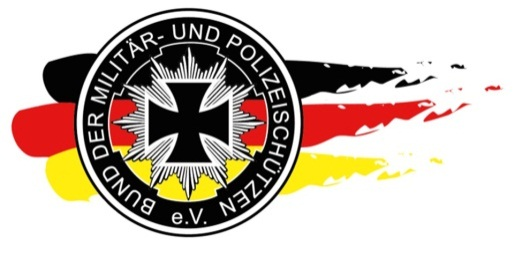 BUND DER MILITÄR- UND POLIZEISCHÜTZEN
e.V.